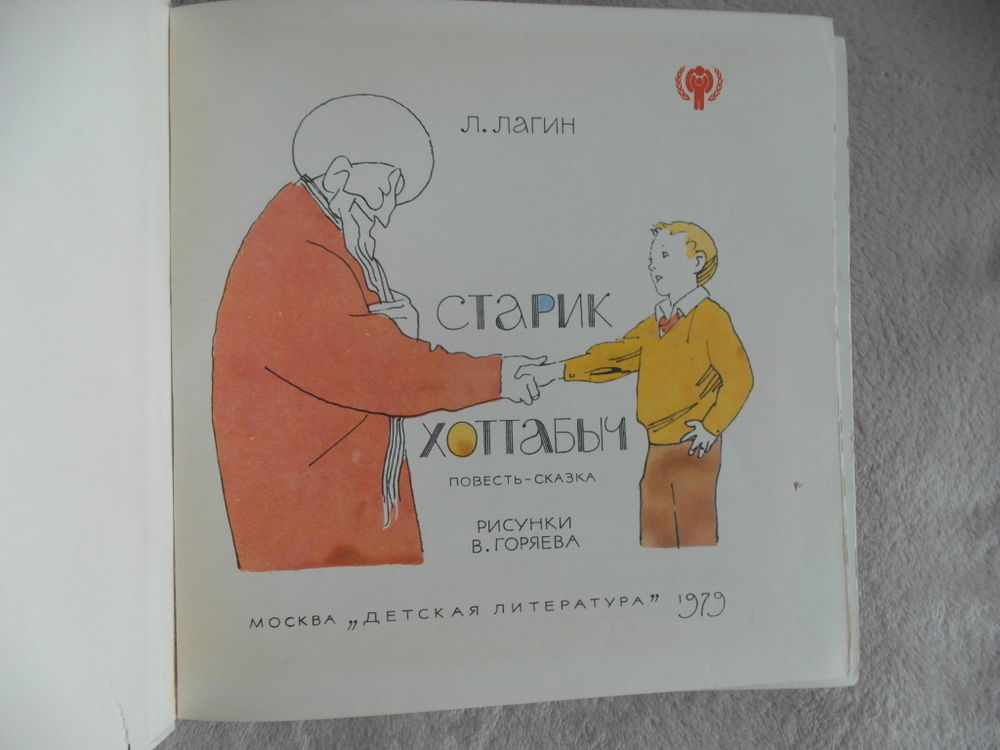 Л. ЛАГИН
СТАРИК
ХОТТАБЫЧ
ПОВЕСТЬ-СКАЗКА
РИСУНКИ
В. ГОРЯЕВА
МОСКВА „ДЕТСКАЯ ЛИТЕРАТУРА” 1979